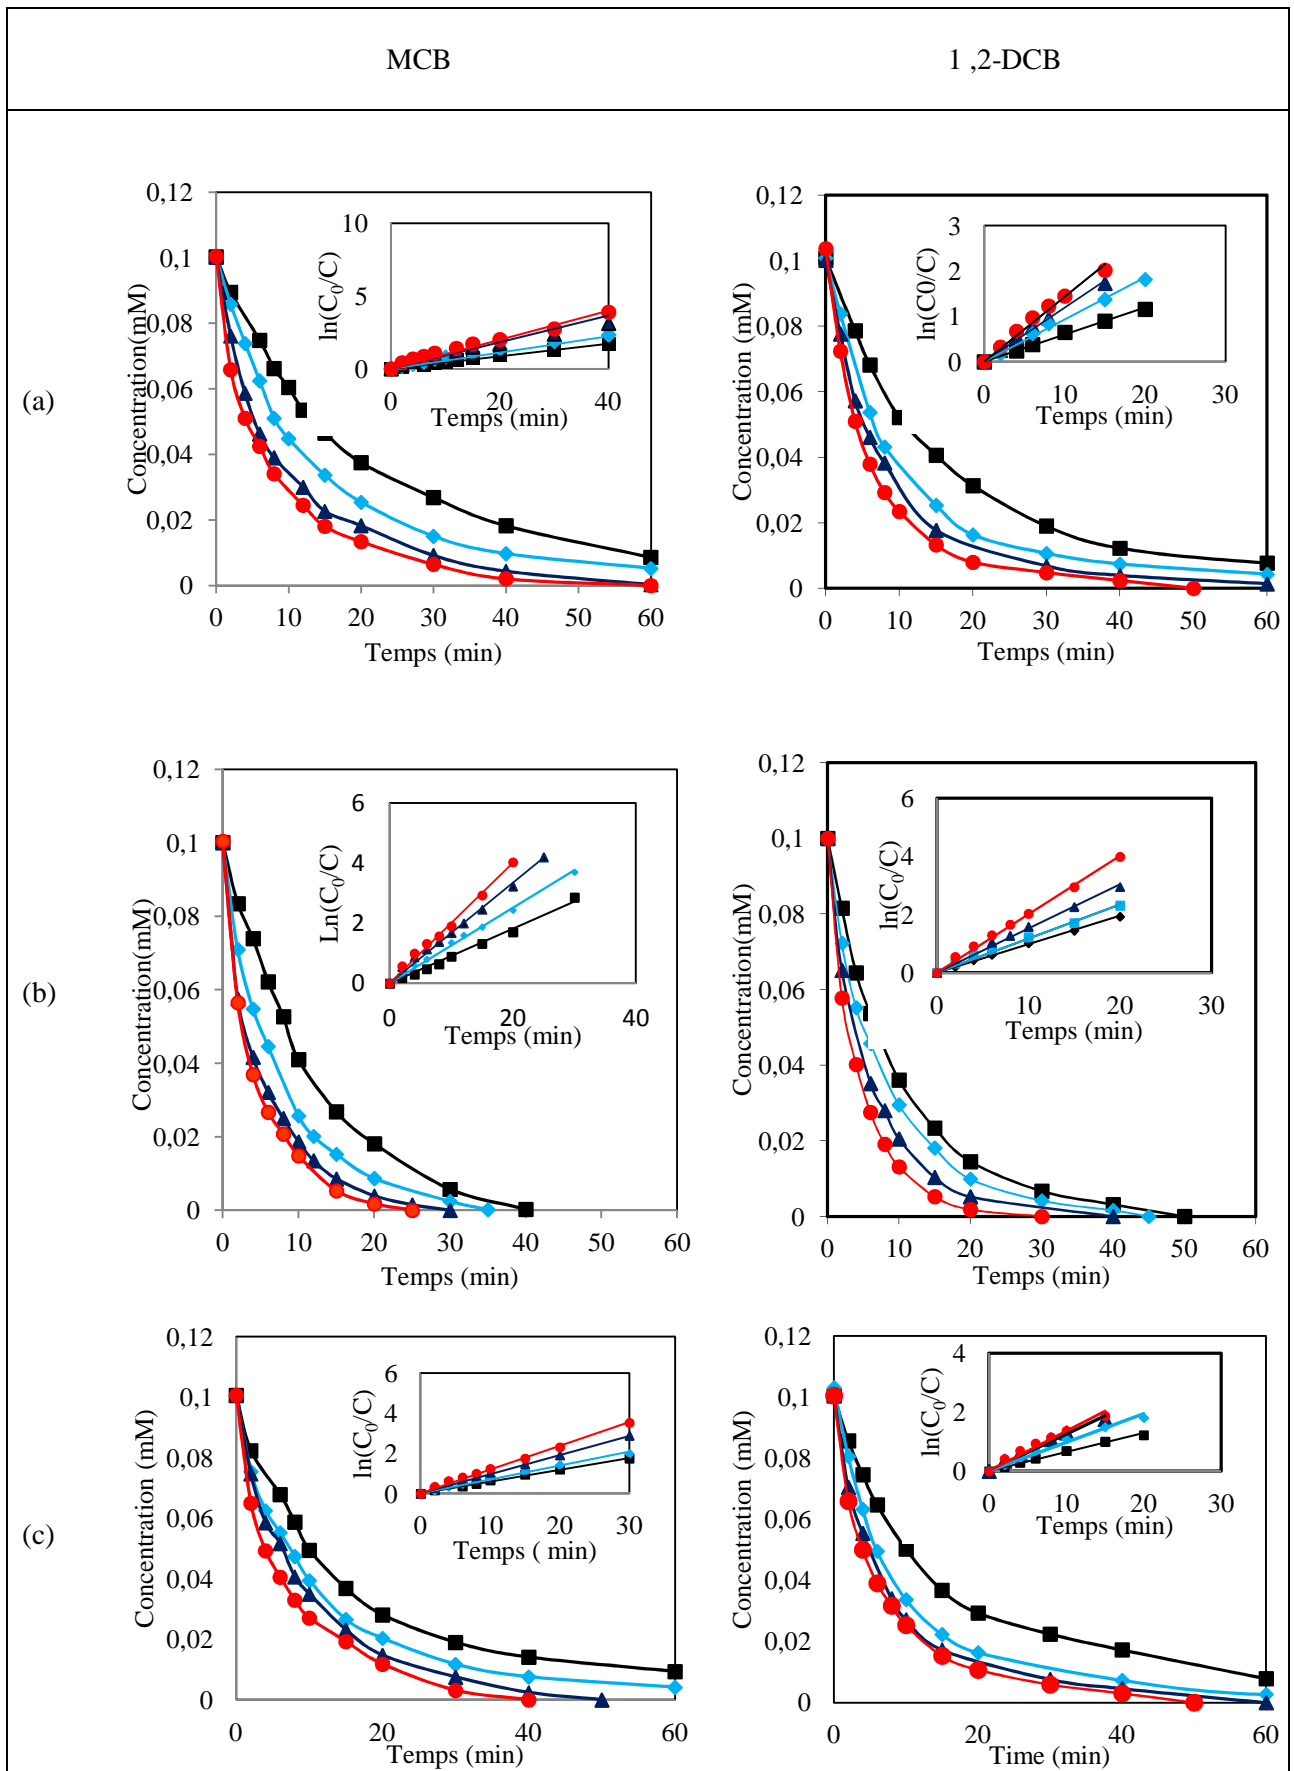 MCB
1 ,2-DCB
(a)
Concentration(mM)
0,12
0,1
0,08
0,06
0,04
0,02
0
0 10 20 30 40 50 60
Temps (min)
ln(C₀/C)
10
5
0
0 20 40
Temps (min)
Concentration (mM)
0,12
0,1
0,08
0,06
0,04
0,02
0
0 10 20 30 40 50 60
Temps (min)
ln(C0/C)
3
2
1
0
0 10 20 30
Temps (min)
(b)
Concentration(mM)
0,12
0,1
0,08
0,06
0,04
0,02
0
0 10 20 30 40 50 60
Temps (min)
Ln(C₀/C)
6
4
2
0
0 20 40
Temps (min)
Concentration(mM)
0,12
0,1
0,08
0,06
0,04
0,02
0
0 10 20 30 40 50 60
Temps (min)
ln(C₀/C)
6
4
2
0
0 10 20 30
Temps (min)
(c)
Concentration (mM)
0,12
0,1
0,08
0,06
0,04
0,02
0
0 20 40 60
Temps (min)
ln(C₀/C)
6
4
2
0
0 10 20 30
Temps ( min)
Concentration (mM)
0,12
0,1
0,08
0,06
0,04
0,02
0
0 20 40 60
Time (min)
ln(C₀/C)
4
2
0
0 10 20 30
Temps (min)